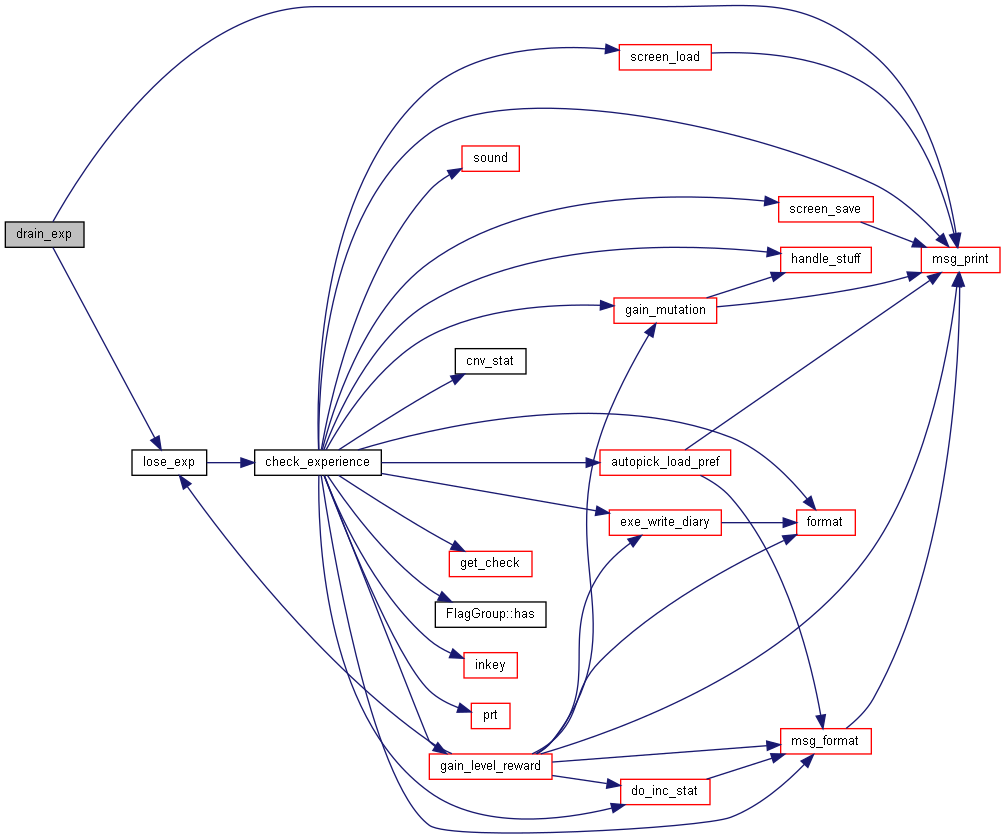 screen_load
sound
screen_save
drain_exp
handle_stuff
msg_print
gain_mutation
cnv_stat
lose_exp
check_experience
autopick_load_pref
exe_write_diary
format
get_check
FlagGroup::has
inkey
prt
msg_format
gain_level_reward
do_inc_stat